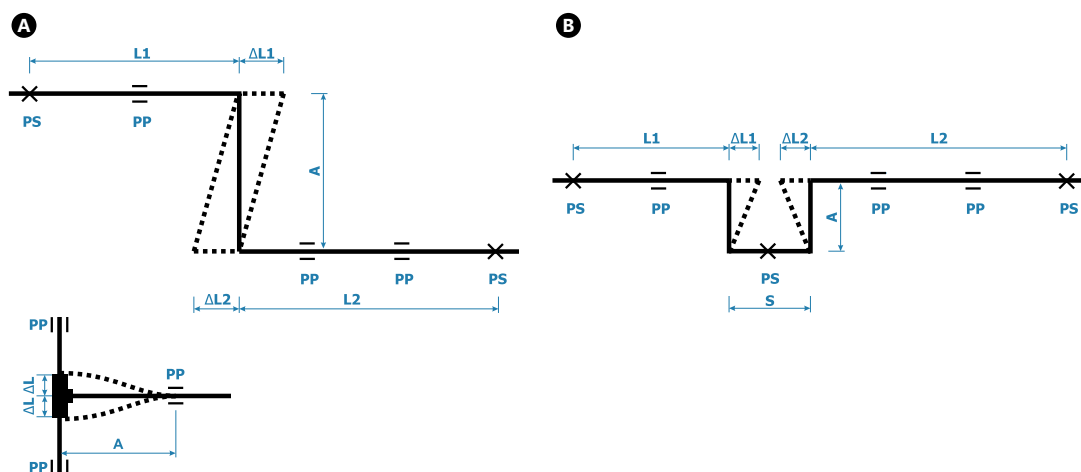 A
L1 ΔL1
PS PP
A
PP PP PS
ΔL2 L2
PP
ΔL ΔL
PP
A
PP
B
L1 ΔL1 ΔL2 L2
PS PP A PP PP PS
PS
S